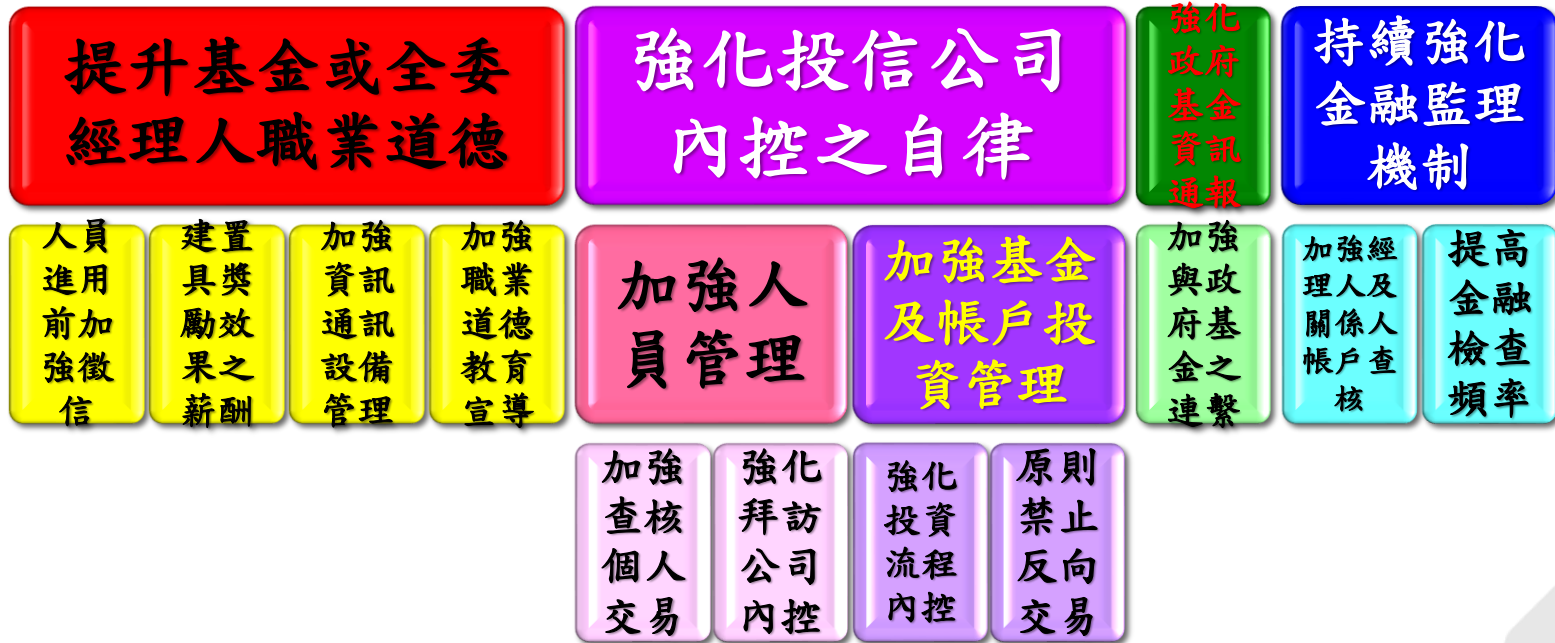 提升基金或全委
經理人職業道德
強化投信公司
內控之自律
強化
政府
基金
資訊
通報
持續強化
金融監理
機制
人員
進用
前加
強徵
信
建置
具獎
勵效
果之
薪酬
加強
資訊
通訊
設備
管理
加強
職業
道德
教育
宣導
加強人
員管理
加強基金
及帳戶投
資管理
加強
與政
府基
金之
連繫
加強經
理人及
關係人
帳戶查
核
提高
金融
檢查
頻率
加強
查核
個人
交易
強化
拜訪
公司
內控
強化
投資
流程
內控
原則
禁止
反向
交易